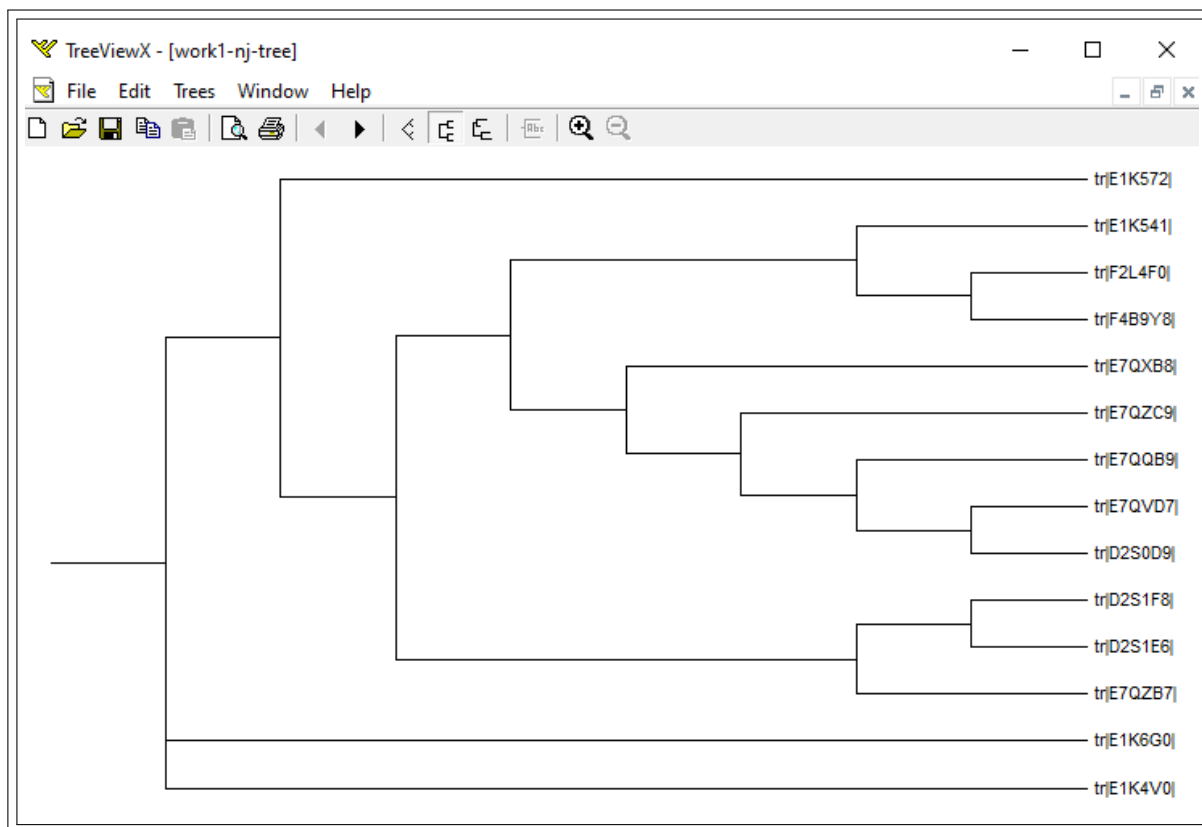 TreeViewX - [work1-nj-tree]
File Edit Trees Window Help
Abc
tr|E1K572|
tr|E1K541|
tr|F2L4F0|
tr|F4B9Y8|
tr|E7QXB8|
tr|E7QZC9|
tr|E7QQB9|
tr|E7QVD7|
tr|D2S0D9|
tr|D2S1F8|
tr|D2S1E6|
tr|E7QZB7|
tr|E1K6G0|
tr|E1K4V0|